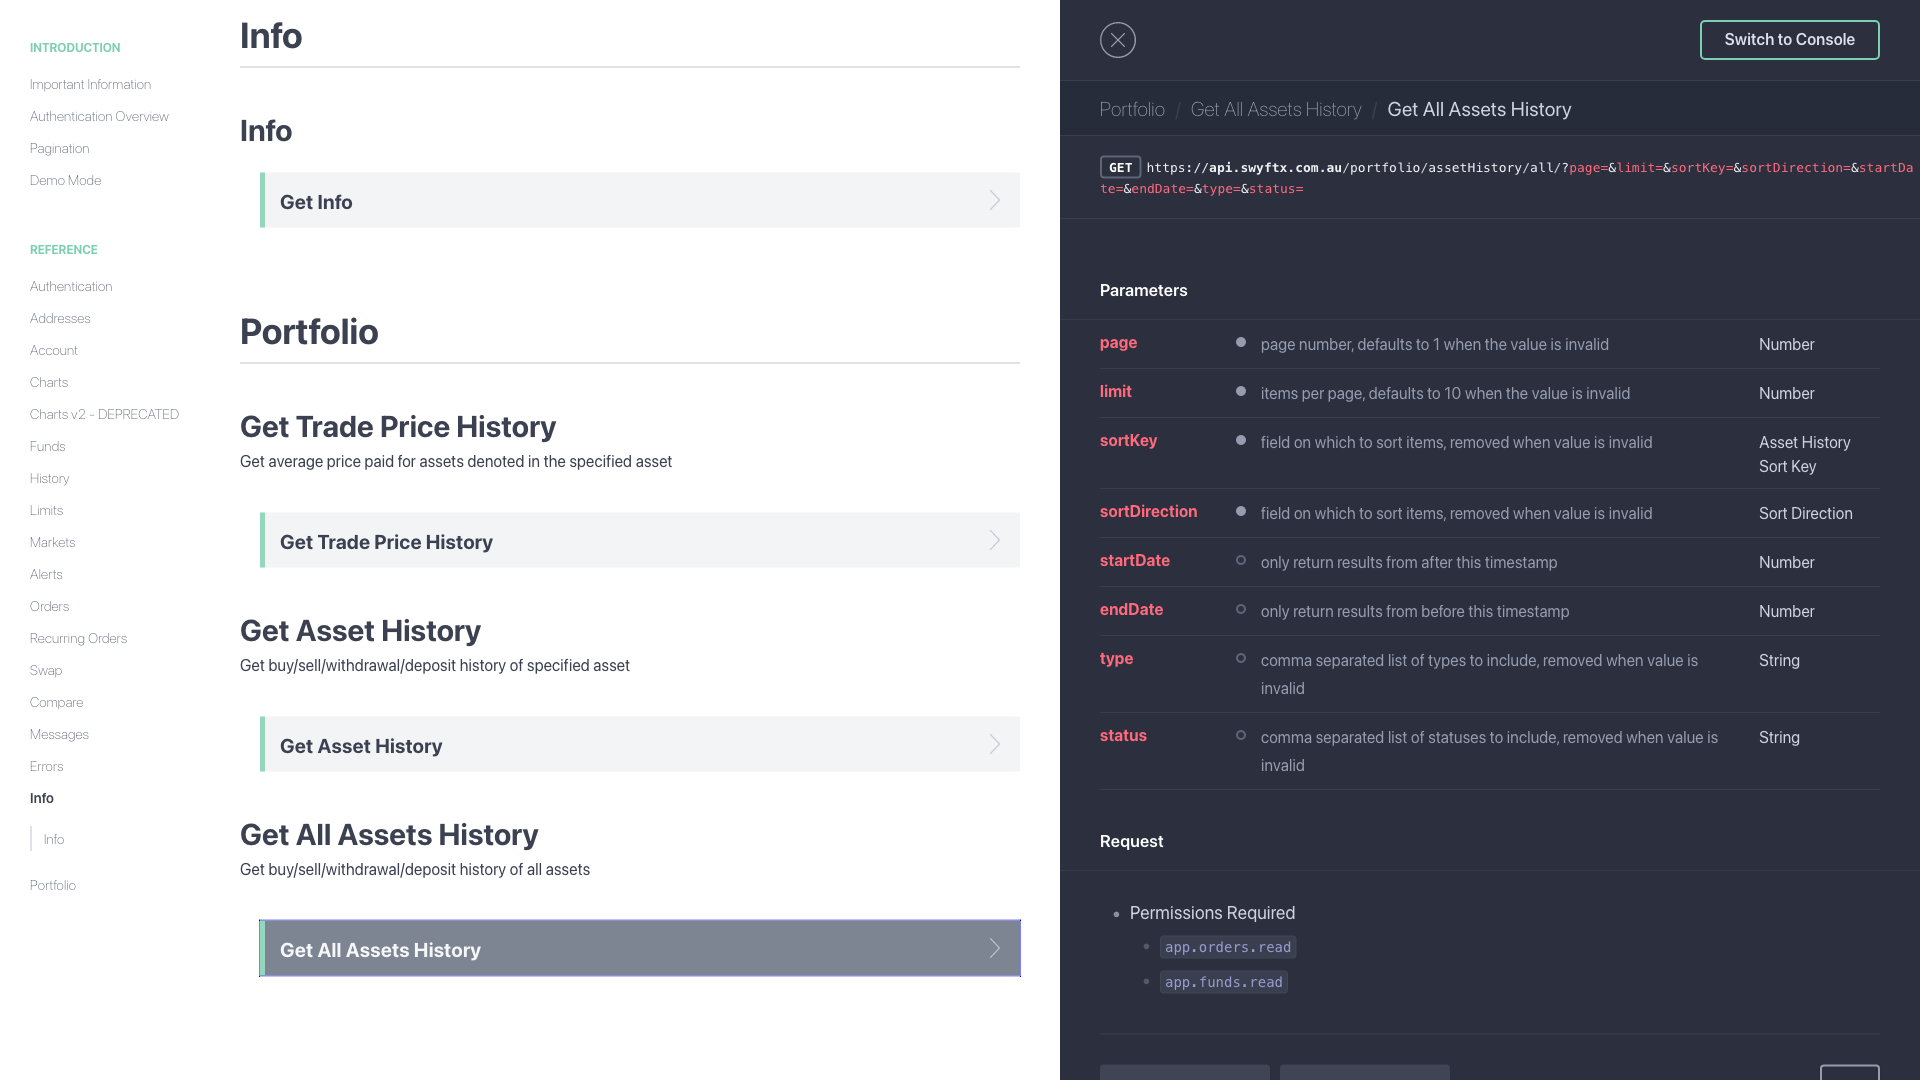 INTRODUCTION
Important Information
Authentication Overview
Pagination
Demo Mode
REFERENCE
Authentication
Addresses
Account
Charts
Charts v2 - DEPRECATED
Funds
History
Limits
Markets
Alerts
Orders
Recurring Orders
Swap
Compare
Messages
Errors
Info
Info
Portfolio
Info
Info
Get Info
Portfolio
Get Trade Price History
Get average price paid for assets denoted in the specified asset
Get Trade Price History
Get Asset History
Get buy/sell/withdrawal/deposit history of specified asset
Get Asset History
Get All Assets History
Get buy/sell/withdrawal/deposit history of all assets
Get All Assets History
Switch to Console
Portfolio / Get All Assets History / Get All Assets History
GET https://api.swyftx.com.au/portfolio/assetHistory/all/?page=&limit=&sortKey=&sortDirection=&startDa
te=&endDate=&type=&status=
Parameters
page page number, defaults to 1 when the value is invalid Number
limit items per page, defaults to 10 when the value is invalid Number
sortKey field on which to sort items, removed when value is invalid Asset History
Sort Key
sortDirection field on which to sort items, removed when value is invalid Sort Direction
startDate only return results from after this timestamp Number
endDate only return results from before this timestamp Number
type comma separated list of types to include, removed when value is String
invalid
status comma separated list of statuses to include, removed when value is String
invalid
Request
Permissions Required
app.orders.read
app.funds.read